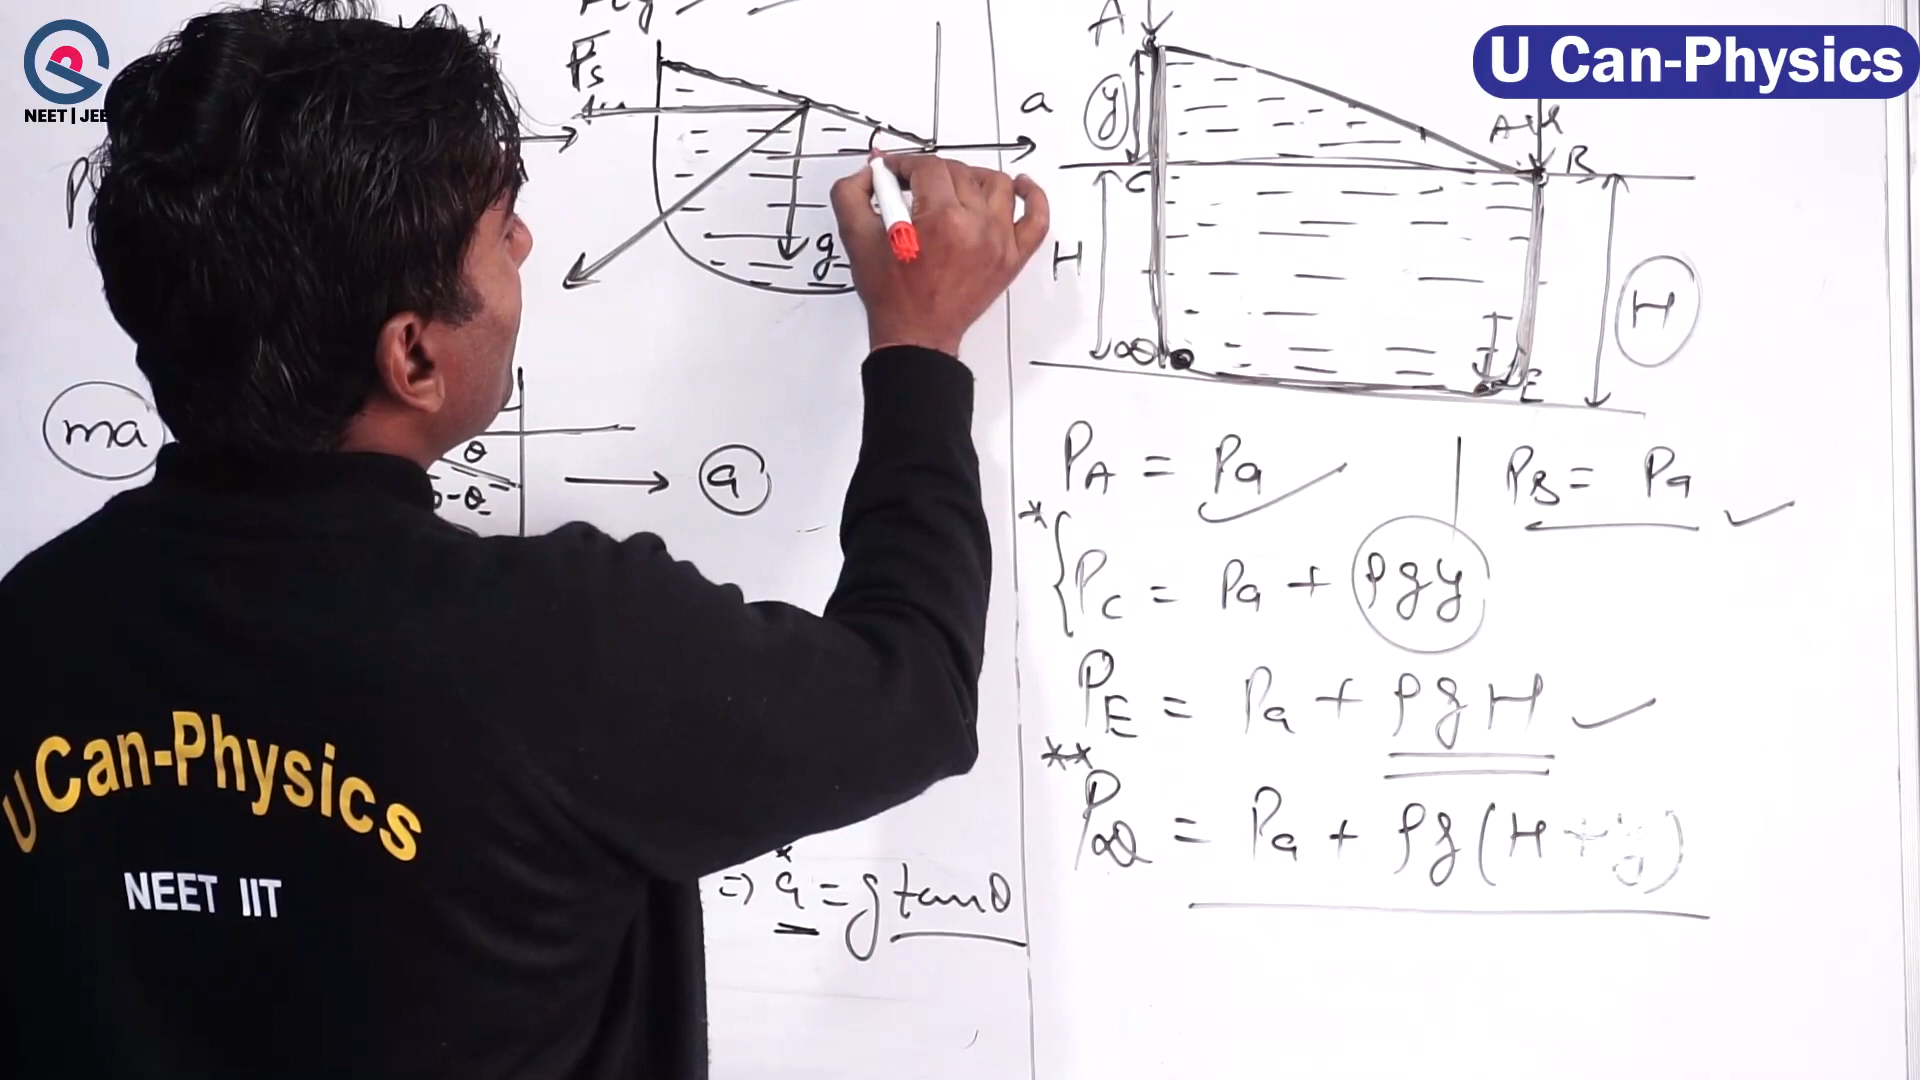 U Can-Physics
NEET|JEE
Ps
a
g
ma
θ
a
⇒ a = g tanθ
A
y
B
C
H
H
E
PA = Pa
PB = Pa
* PC = Pa + ρgy
PE = Pa + ρgH
** PD = Pa + ρg(H+y)
U Can-Physics
NEET IIT